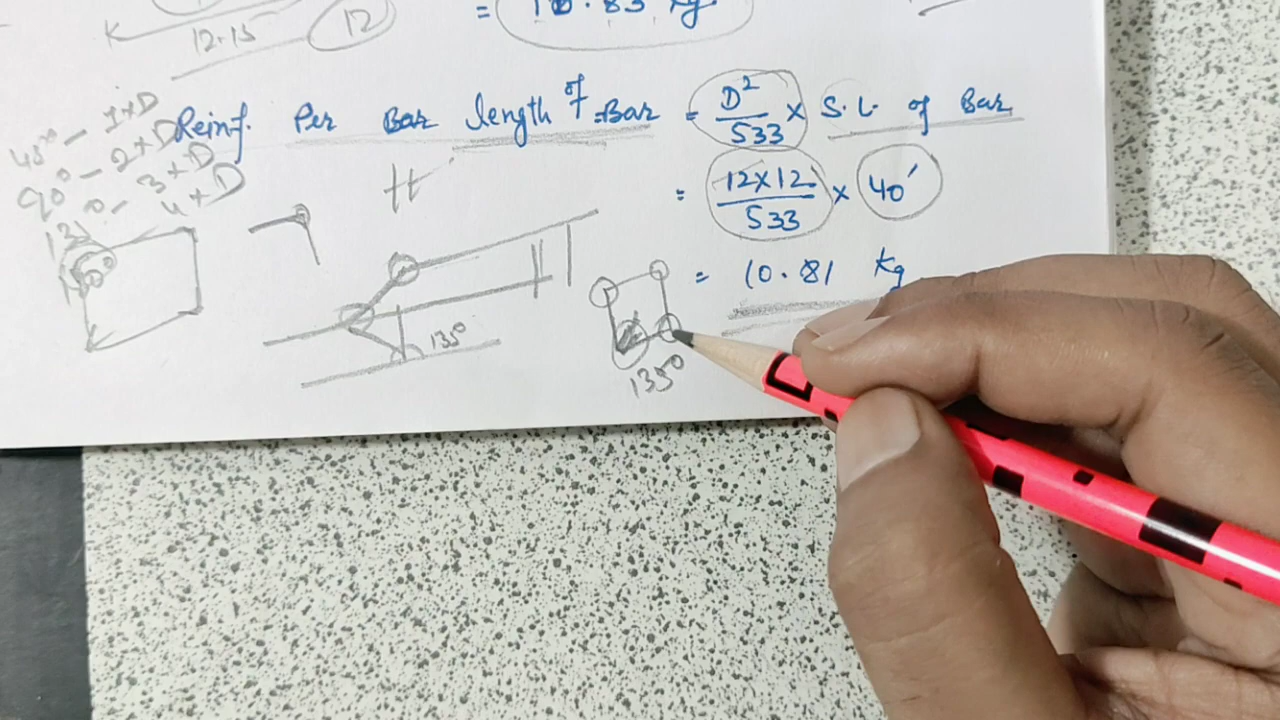 = 10.83 kg.
12.15 12
45° - 1×D
90° - 2×D
3×D
4×D
Reinf. Per Bar length of Bar = D²/533 × S.L. of Bar
= 12×12/533 × 40'
= 10.81 kg
135°
135°